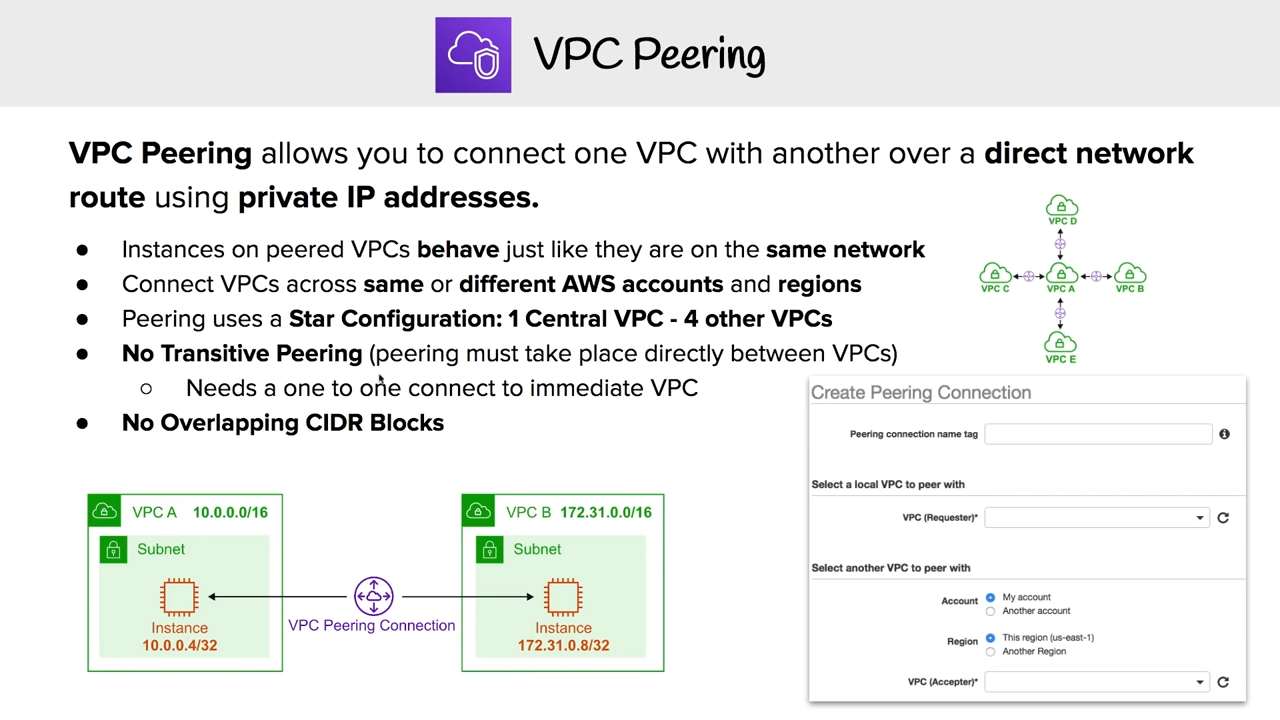 VPC Peering
VPC Peering allows you to connect one VPC with another over a direct network
route using private IP addresses.
● Instances on peered VPCs behave just like they are on the same network
● Connect VPCs across same or different AWS accounts and regions
● Peering uses a Star Configuration: 1 Central VPC - 4 other VPCs
● No Transitive Peering (peering must take place directly between VPCs)
○ Needs a one to one connect to immediate VPC
● No Overlapping CIDR Blocks
VPC D
VPC C
VPC A
VPC B
VPC E
VPC A 10.0.0.0/16
Subnet
Instance
10.0.0.4/32
VPC Peering Connection
VPC B 172.31.0.0/16
Subnet
Instance
172.31.0.8/32
Create Peering Connection
Peering connection name tag
Select a local VPC to peer with
VPC (Requester)*
Select another VPC to peer with
Account My account
Another account
Region This region (us-east-1)
Another Region
VPC (Accepter)*